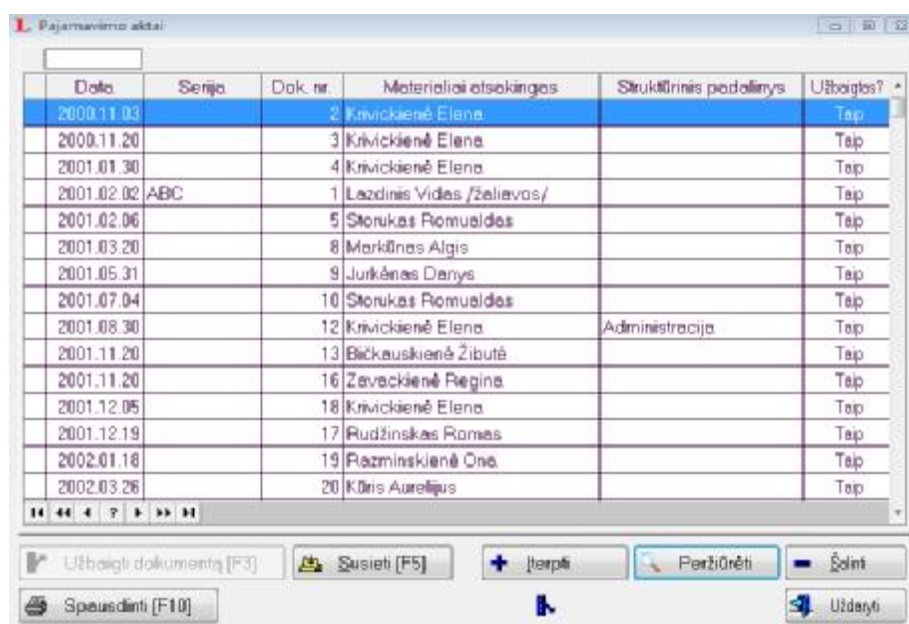 Pajamavimo aktai
Data Serija Dok. nr. Materialiai atsakingas Struktūrinis padalinys Užbaigtas?
2000.11.03 2 Krivickienė Elena Taip
2000.11.20 3 Krivickienė Elena Taip
2001.01.30 4 Krivickienė Elena Taip
2001.02.02 ABC 1 Lazdinis Vidas /žaliavos/ Taip
2001.02.06 5 Storukas Romualdas Taip
2001.03.20 8 Markūnas Algis Taip
2001.05.31 9 Jurkėnas Danys Taip
2001.07.04 10 Storukas Romualdas Taip
2001.08.30 12 Krivickienė Elena Administracija Taip
2001.11.20 13 Bičkauskienė Žibutė Taip
2001.11.20 16 Zavackienė Regina Taip
2001.12.05 18 Krivickienė Elena Taip
2001.12.19 17 Rudžinskas Romas Taip
2002.01.18 19 Razminskienė Ona Taip
2002.03.26 20 Kūris Aurelijus Taip
Užbaigti dokumentą [F3] Susieti [F5] Įterpti Peržiūrėti Šalinti
Spausdinti [F10] Uždaryti